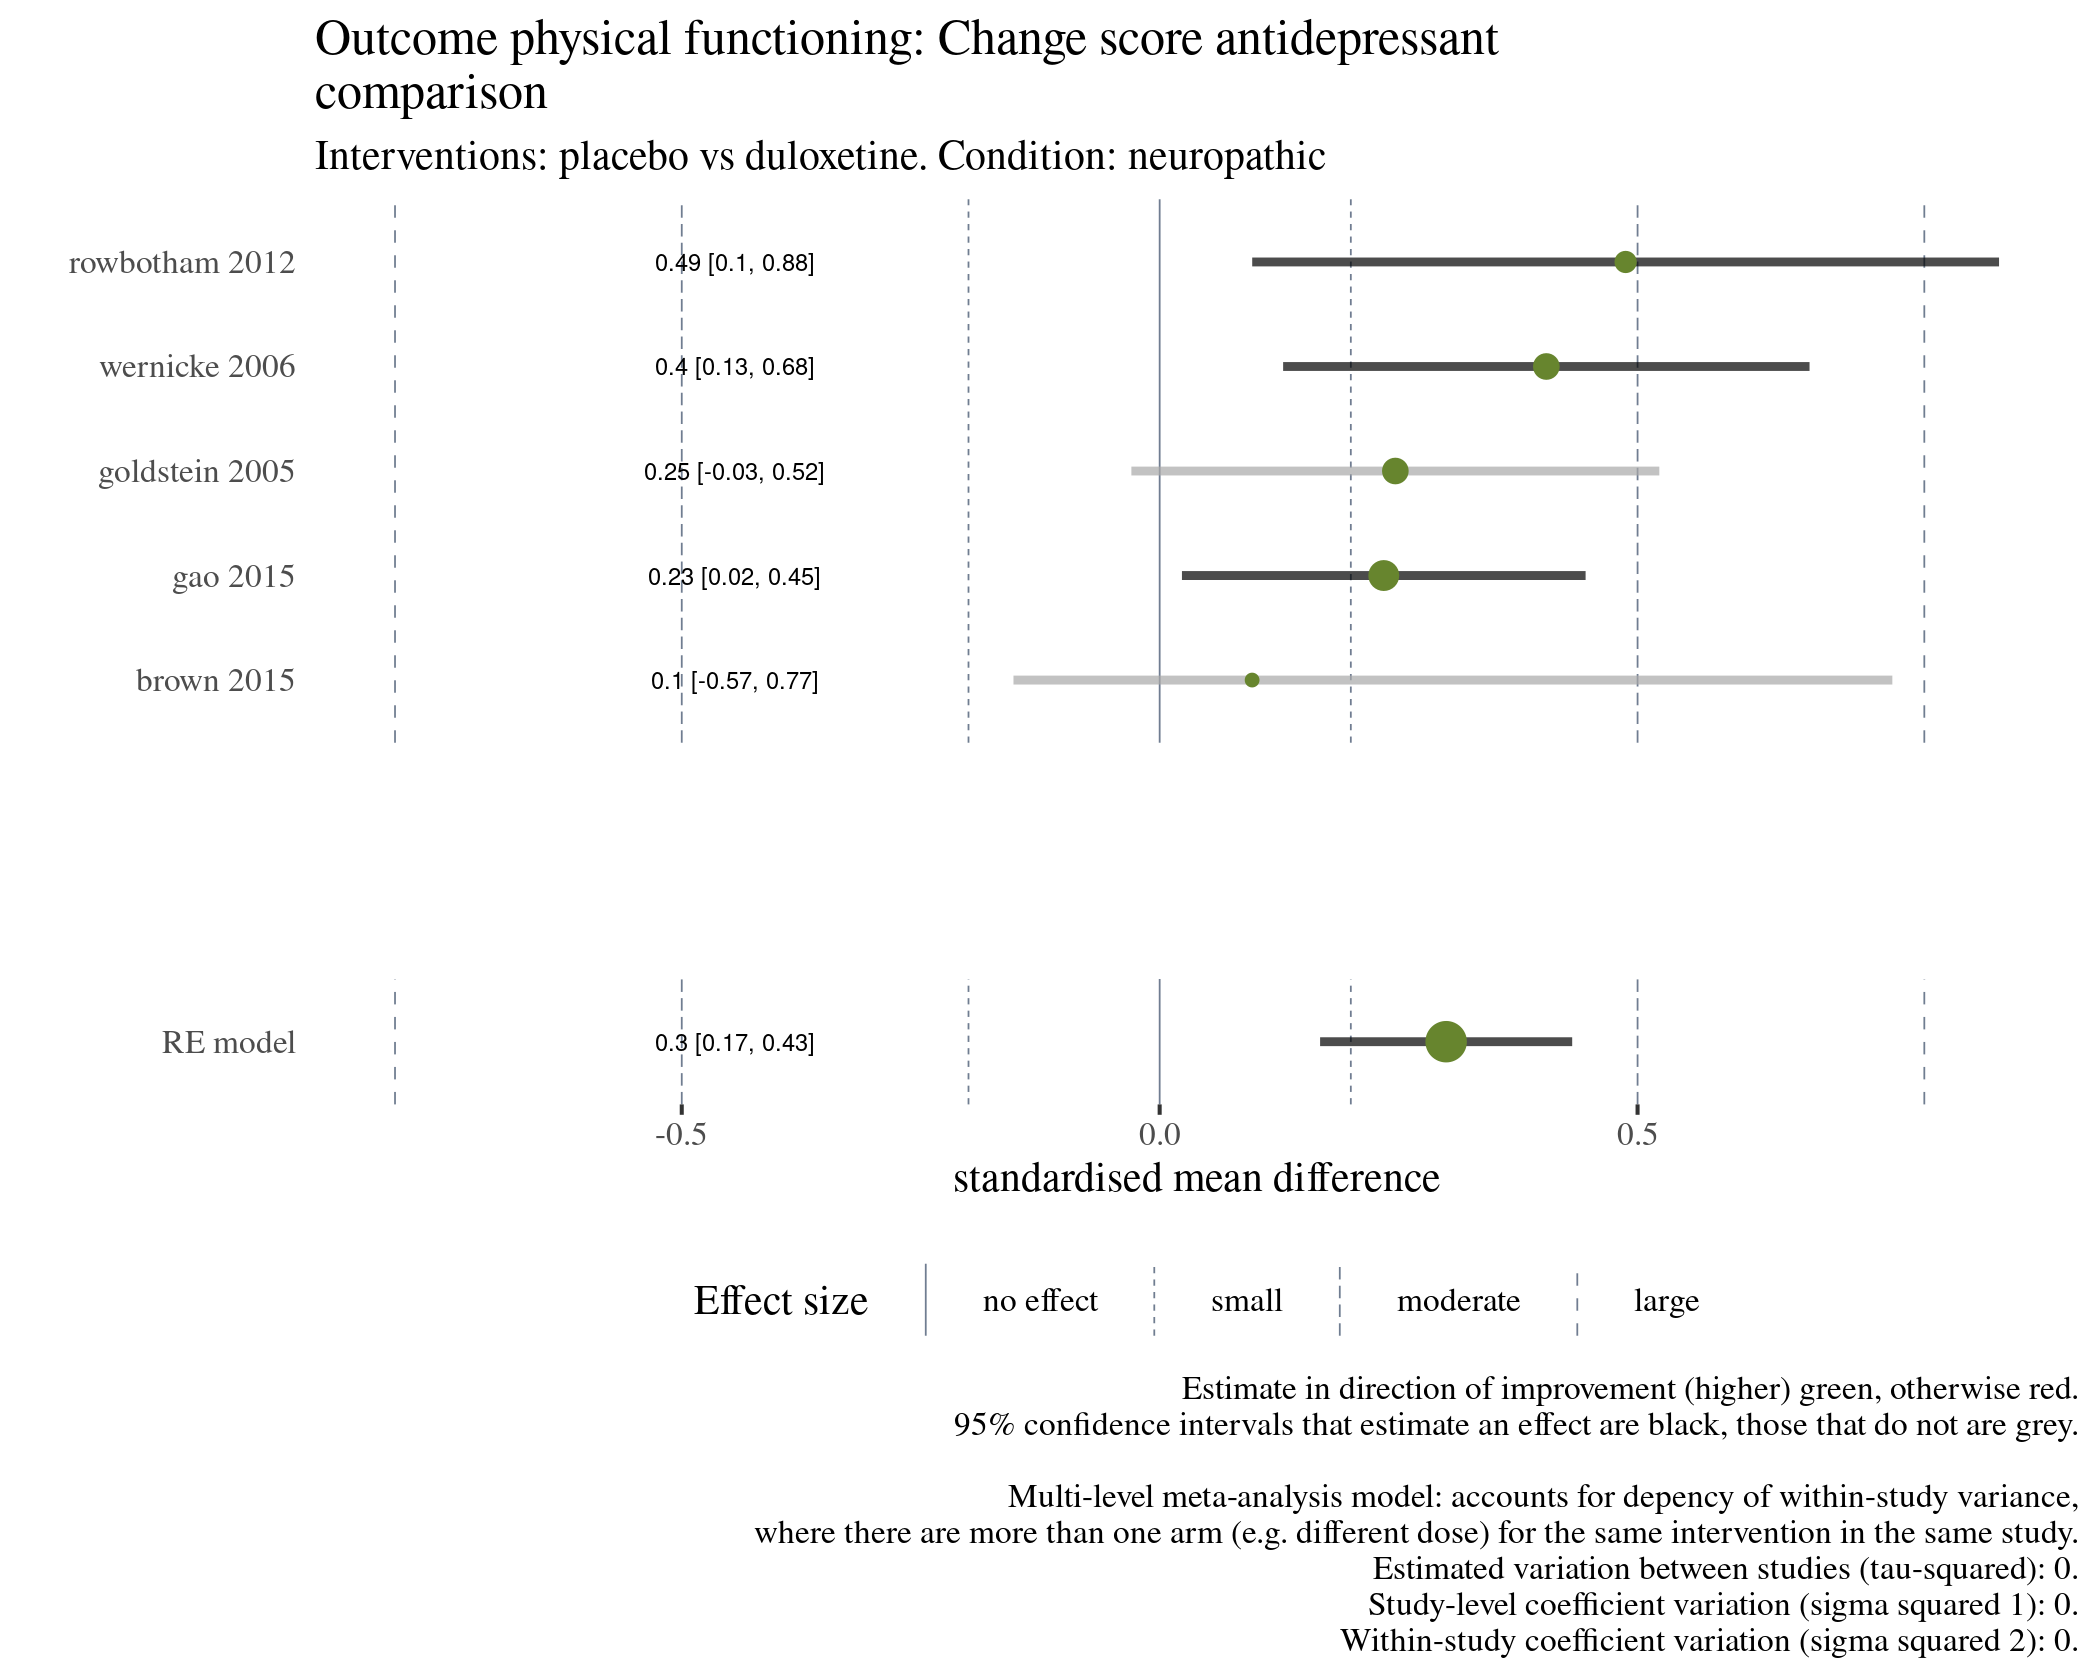 Outcome physical functioning: Change score antidepressant
comparison
Interventions: placebo vs duloxetine. Condition: neuropathic
rowbotham 2012 0.49 [0.1, 0.88]
wernicke 2006 0.4 [0.13, 0.68]
goldstein 2005 0.25 [-0.03, 0.52]
gao 2015 0.23 [0.02, 0.45]
brown 2015 0.1 [-0.57, 0.77]
RE model 0.3 [0.17, 0.43]
-0.5 0.0 0.5
standardised mean difference
Effect size no effect small moderate large
Estimate in direction of improvement (higher) green, otherwise red.
95% confidence intervals that estimate an effect are black, those that do not are grey.
Multi-level meta-analysis model: accounts for depency of within-study variance,
where there are more than one arm (e.g. different dose) for the same intervention in the same study.
Estimated variation between studies (tau-squared): 0.
Study-level coefficient variation (sigma squared 1): 0.
Within-study coefficient variation (sigma squared 2): 0.